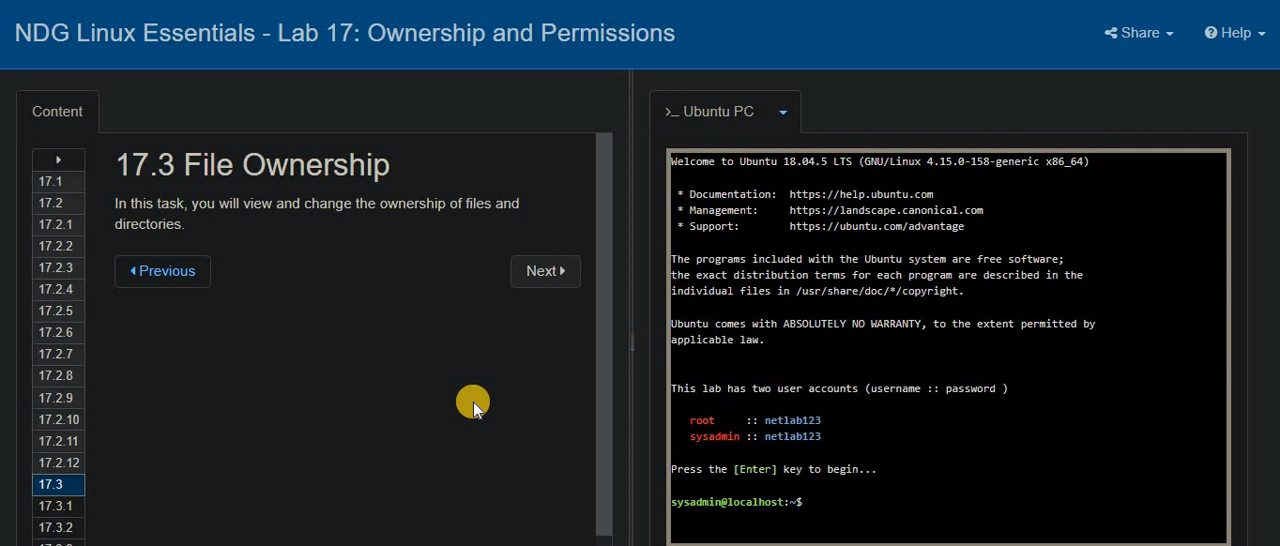 NDG Linux Essentials - Lab 17: Ownership and Permissions
Share
Help
Content
17.1
17.2
17.2.1
17.2.2
17.2.3
17.2.4
17.2.5
17.2.6
17.2.7
17.2.8
17.2.9
17.2.10
17.2.11
17.2.12
17.3
17.3.1
17.3.2
17.3 File Ownership
In this task, you will view and change the ownership of files and
directories.
Previous
Next
>_ Ubuntu PC
Welcome to Ubuntu 18.04.5 LTS (GNU/Linux 4.15.0-158-generic x86_64)
* Documentation: https://help.ubuntu.com
* Management: https://landscape.canonical.com
* Support: https://ubuntu.com/advantage
The programs included with the Ubuntu system are free software;
the exact distribution terms for each program are described in the
individual files in /usr/share/doc/*/copyright.
Ubuntu comes with ABSOLUTELY NO WARRANTY, to the extent permitted by
applicable law.
This lab has two user accounts (username :: password )
root :: netlab123
sysadmin :: netlab123
Press the [Enter] key to begin...
sysadmin@localhost:~$